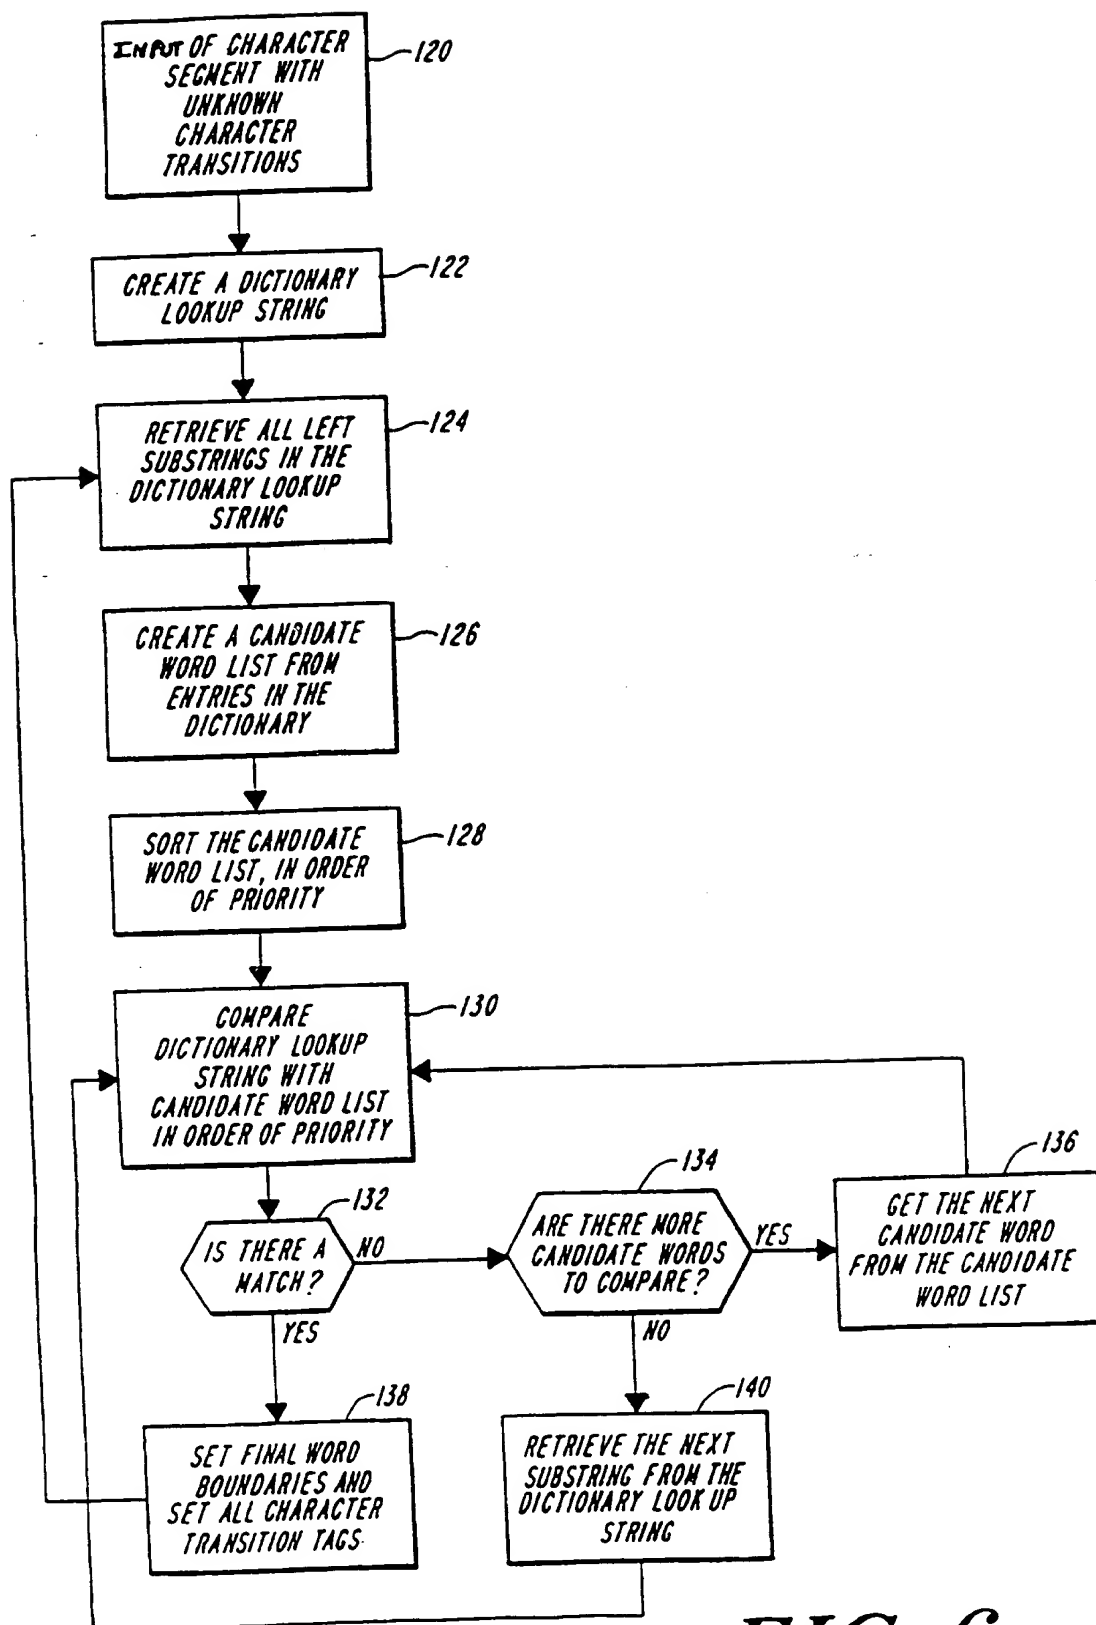 INPUT OF CHARACTER
SEGMENT WITH
UNKNOWN
CHARACTER
TRANSITIONS
120
CREATE A DICTIONARY
LOOKUP STRING
122
RETRIEVE ALL LEFT
SUBSTRINGS IN THE
DICTIONARY LOOKUP
STRING
124
CREATE A CANDIDATE
WORD LIST FROM
ENTRIES IN THE
DICTIONARY
126
SORT THE CANDIDATE
WORD LIST, IN ORDER
OF PRIORITY
128
COMPARE
DICTIONARY LOOKUP
STRING WITH
CANDIDATE WORD LIST
IN ORDER OF PRIORITY
130
IS THERE A
MATCH?
132
NO
YES
ARE THERE MORE
CANDIDATE WORDS
TO COMPARE?
134
YES
NO
GET THE NEXT
CANDIDATE WORD
FROM THE CANDIDATE
WORD LIST
136
SET FINAL WORD
BOUNDARIES AND
SET ALL CHARACTER
TRANSITION TAGS
138
RETRIEVE THE NEXT
SUBSTRING FROM THE
DICTIONARY LOOK UP
STRING
140
FIG. 6